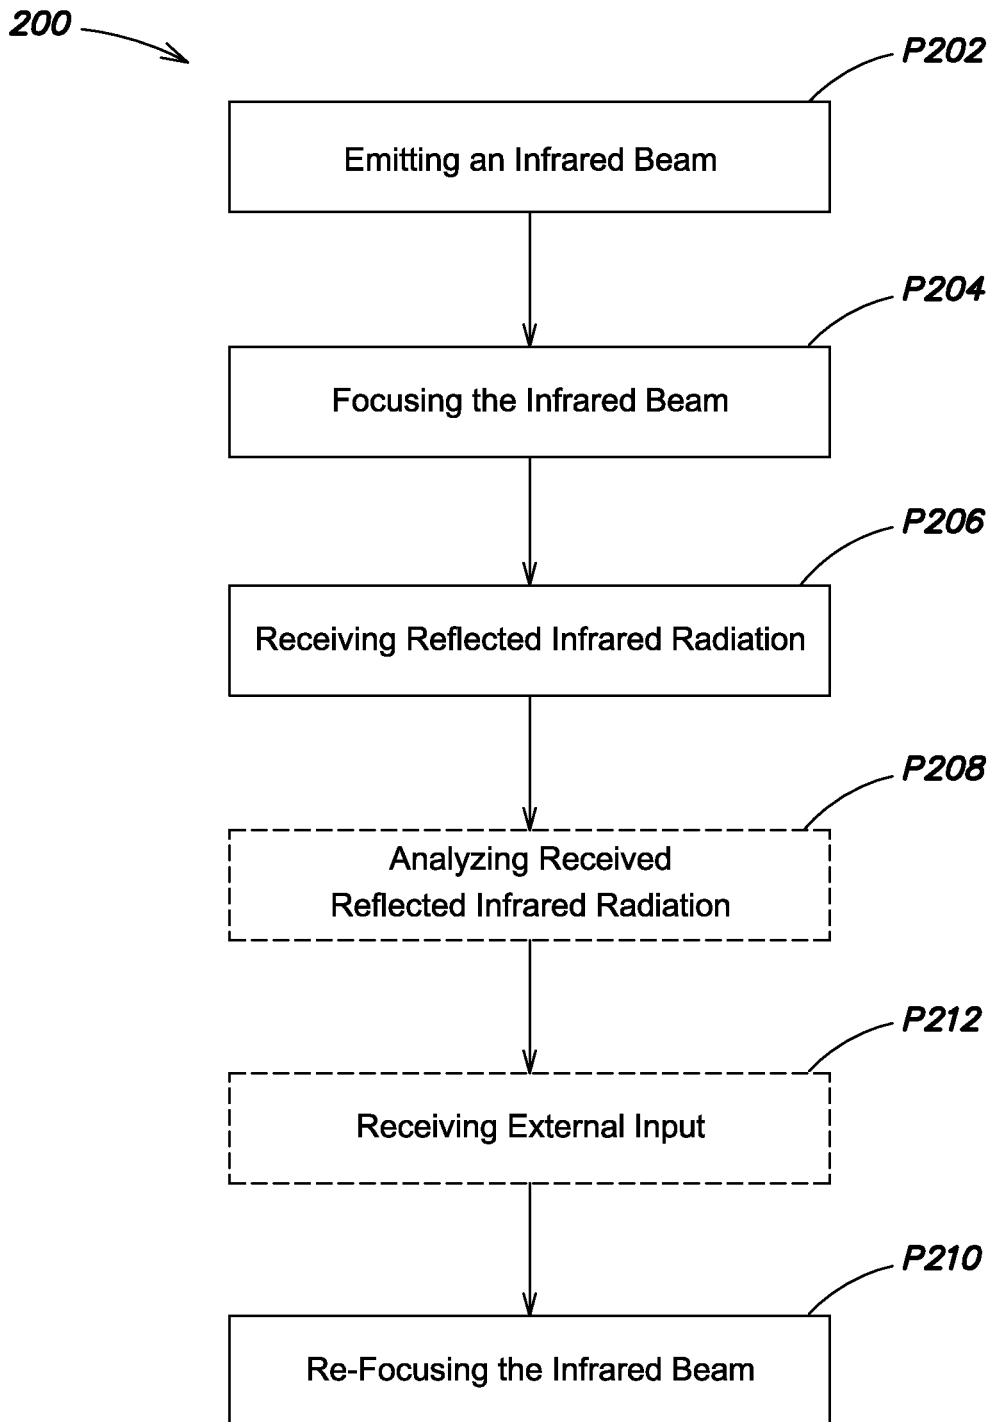 200
P202
Emitting an Infrared Beam
P204
Focusing the Infrared Beam
P206
Receiving Reflected Infrared Radiation
P208
Analyzing Received
Reflected Infrared Radiation
P212
Receiving External Input
P210
Re-Focusing the Infrared Beam